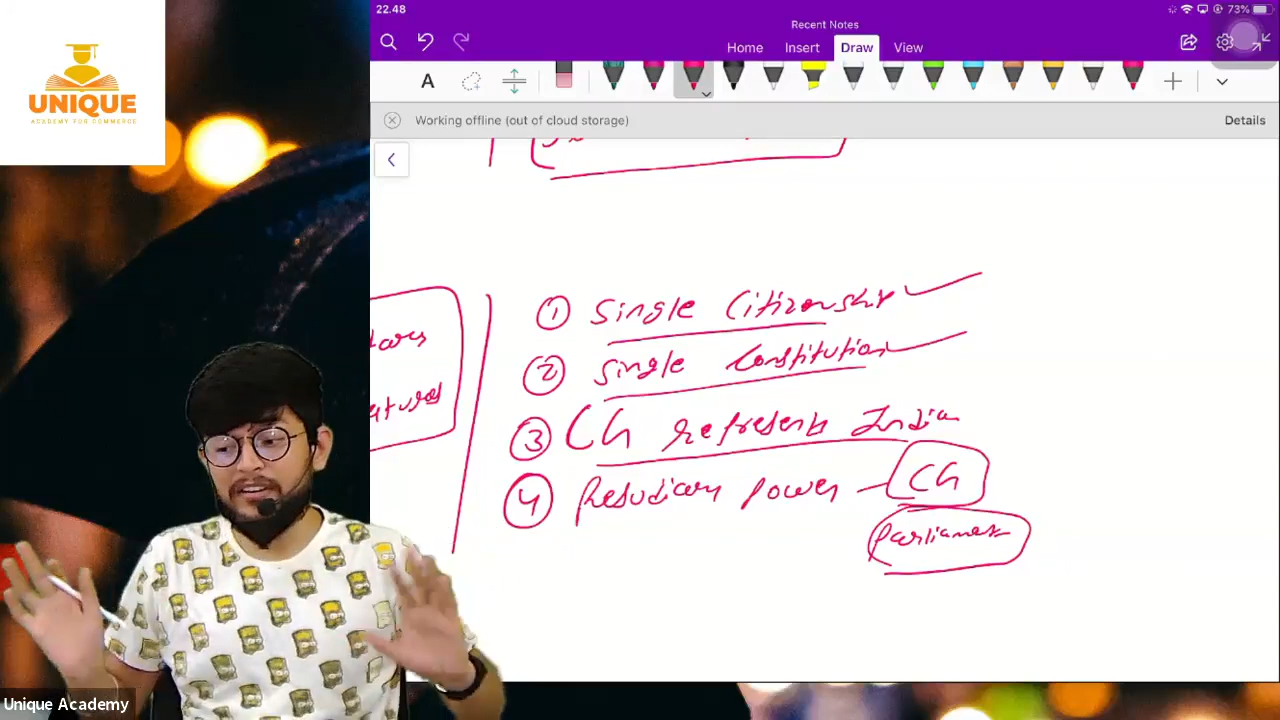 UNIQUE
ACADEMY FOR COMMERCE
22.48
73%
Recent Notes
Home Insert Draw View
A
Working offline (out of cloud storage)
Details
① Single Citizenship
② Single Constitution
③ CG represents India
④ Residuary Power - CG
Parliament
Unique Academy